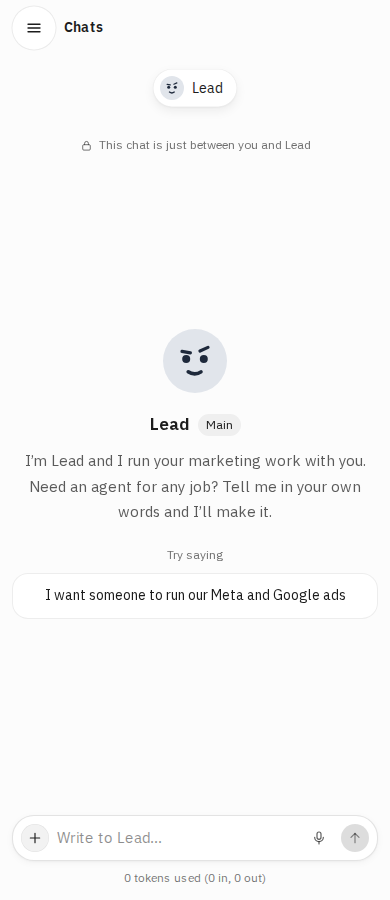 Chats
Lead
This chat is just between you and Lead
Lead Main
I'm Lead and I run your marketing work with you.
Need an agent for any job? Tell me in your own
words and I'll make it.
Try saying
I want someone to run our Meta and Google ads
Write to Lead...
0 tokens used (0 in, 0 out)